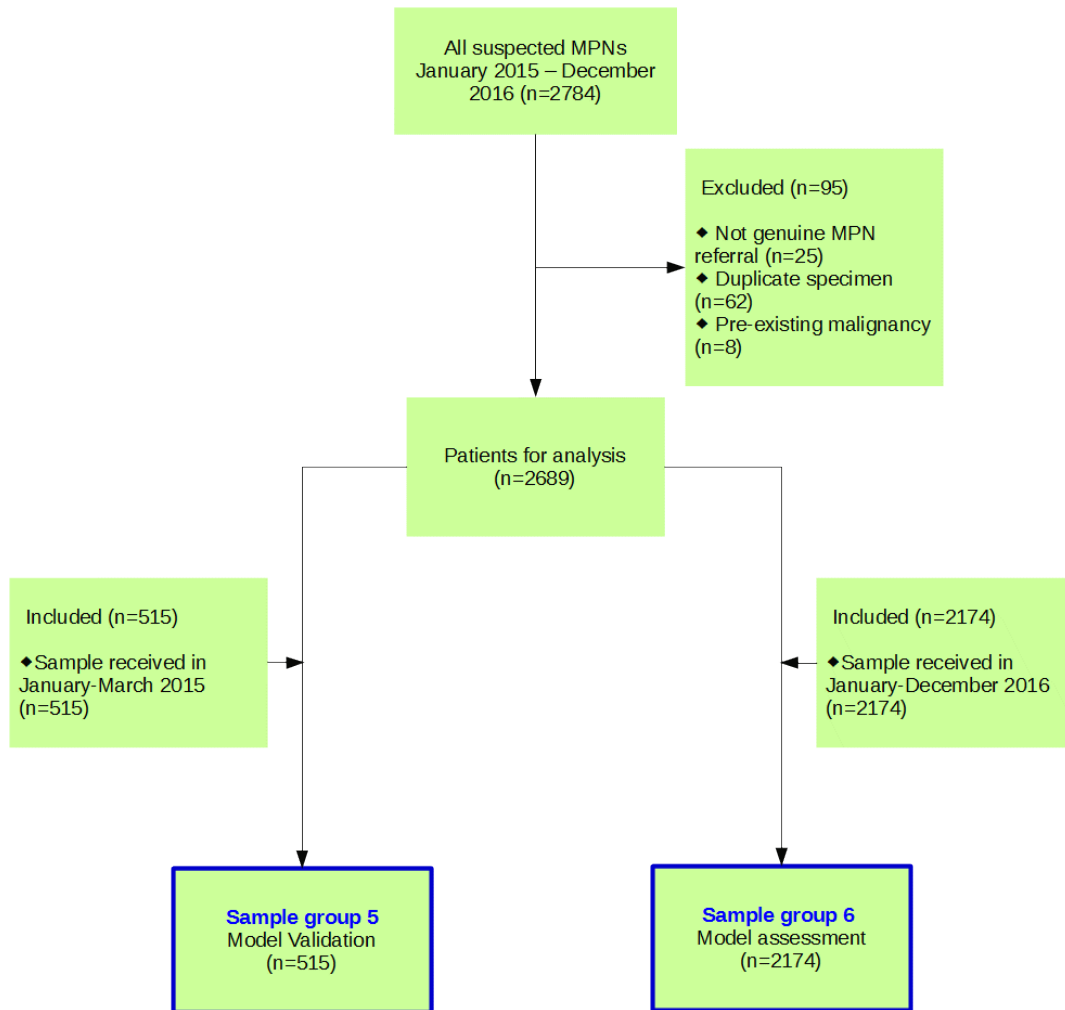 All suspected MPNs
January 2015 – December
2016 (n=2784)
Excluded (n=95)
◆ Not genuine MPN
referral (n=25)
◆ Duplicate specimen
(n=62)
◆ Pre-existing malignancy
(n=8)
Patients for analysis
(n=2689)
Included (n=515)
◆Sample received in
January-March 2015
(n=515)
Included (n=2174)
◆Sample received in
January-December 2016
(n=2174)
Sample group 5
Model Validation
(n=515)
Sample group 6
Model assessment
(n=2174)